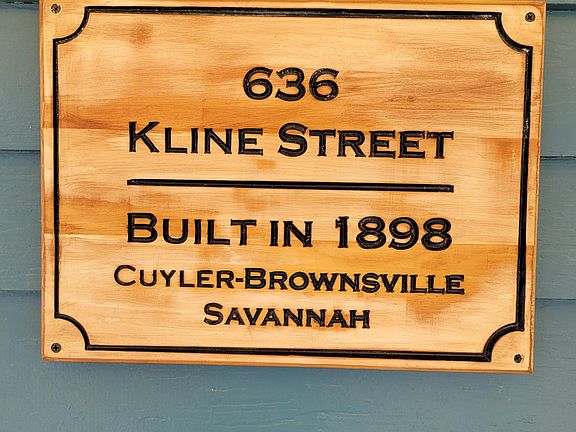 636
KLINE STREET
BUILT IN 1898
CUYLER-BROWNSVILLE
SAVANNAH